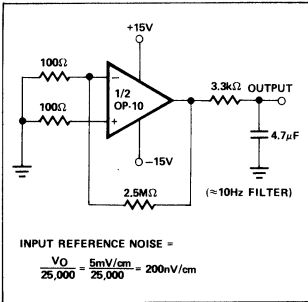 +15V
100Ω
−
1/2
OP-10
3.3kΩ OUTPUT
100Ω
+
4.7μF
−15V
2.5MΩ
(≈10Hz FILTER)
INPUT REFERENCE NOISE =
VO
25,000
=
5mV/cm
25,000
= 200nV/cm